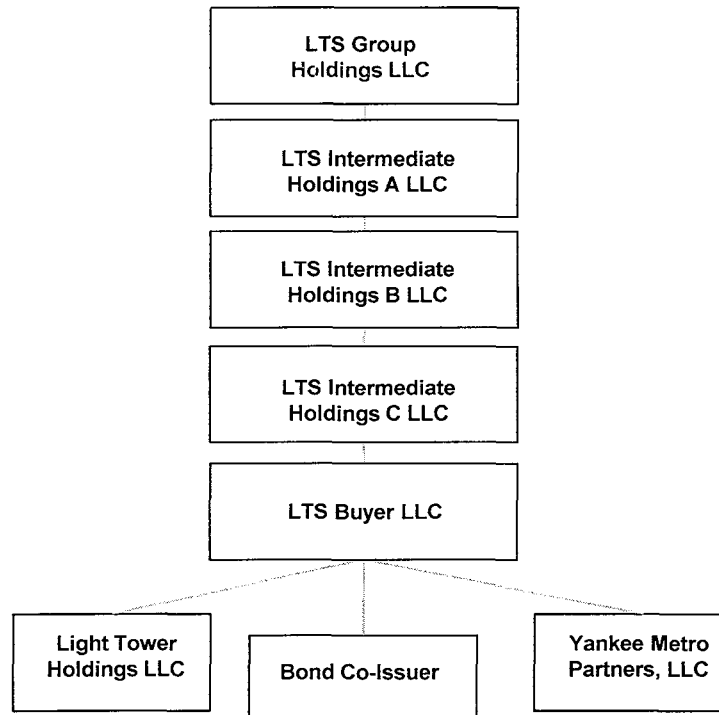 LTS Group
Holdings LLC
LTS Intermediate
Holdings A LLC
LTS Intermediate
Holdings B LLC
LTS Intermediate
Holdings C LLC
LTS Buyer LLC
Light Tower
Holdings LLC
Bond Co-Issuer
Yankee Metro
Partners, LLC